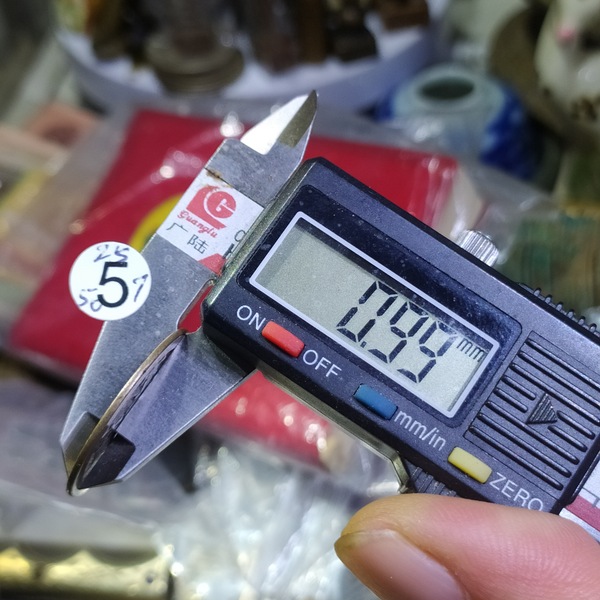 Guanglu
广陆
5
0.99 mm
ON
OFF
mm/in
ZERO